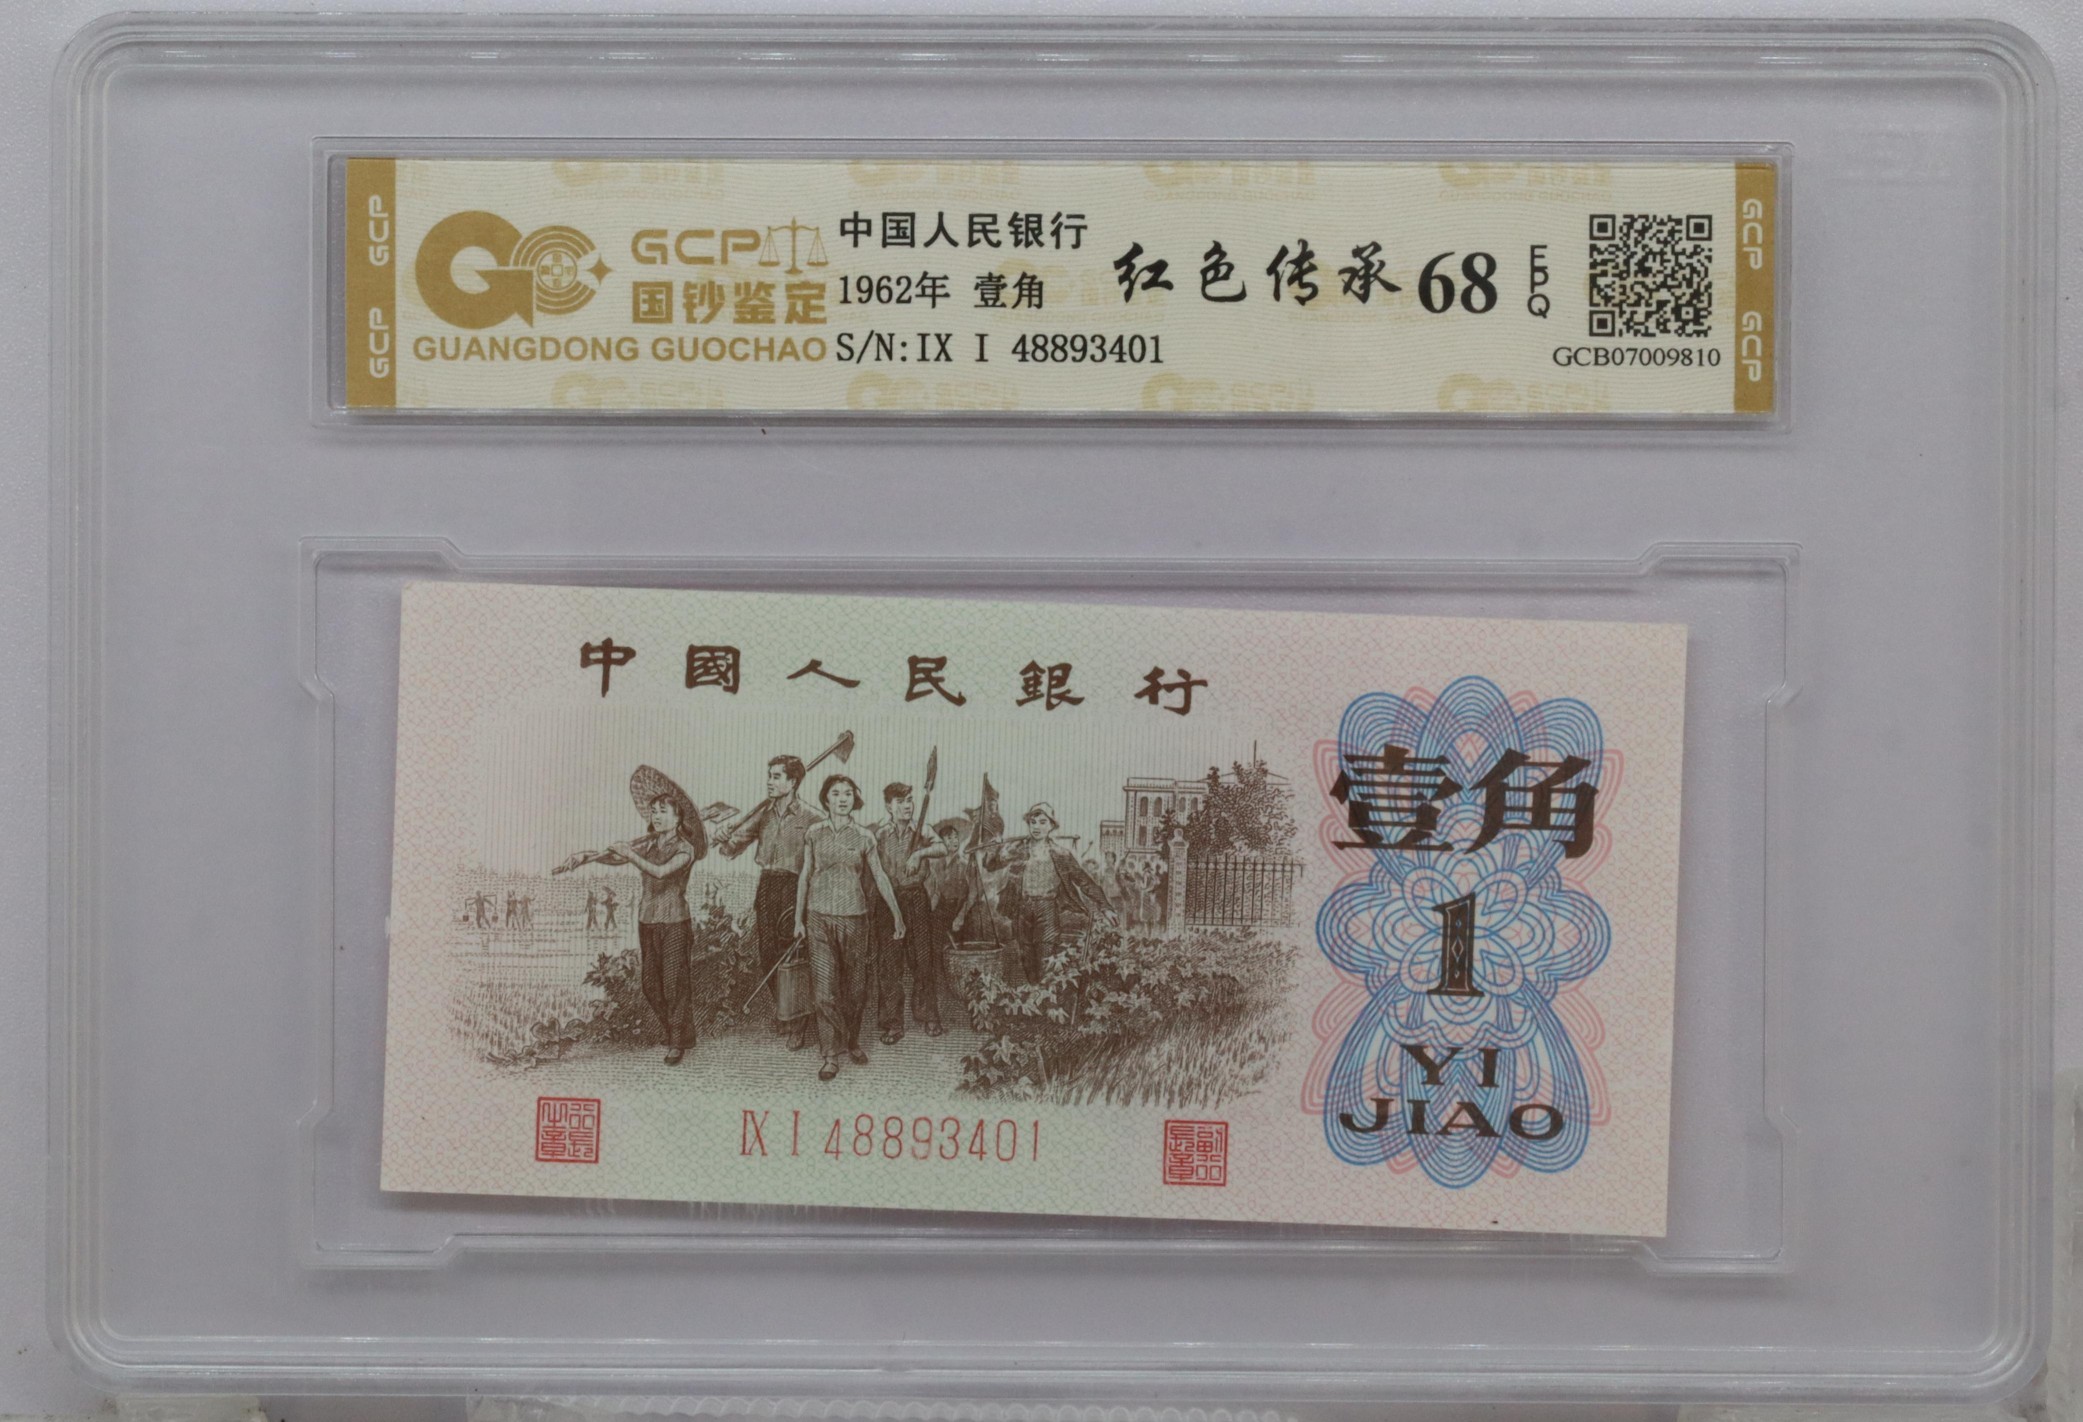 GCP
GCP
GCP
国钞鉴定
GUANGDONG GUOCHAO
中国人民银行
1962年 壹角
S/N:IX I 48893401
红色传承 68
EPQ
GCB07009810
GCP
GCP
中國人民銀行
壹角
1
YI
JIAO
IX I 48893401